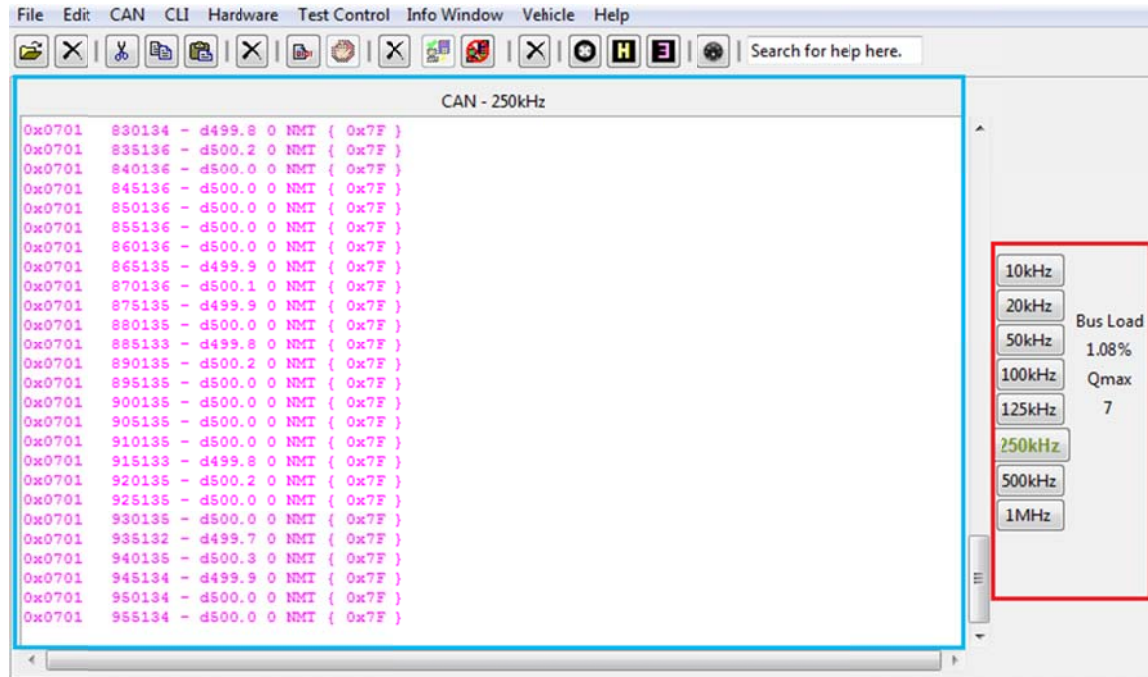 File Edit CAN CLI Hardware Test Control Info Window Vehicle Help
Search for help here.
CAN - 250kHz
0x0701 830134 - d499.8 0 NMT { 0x7F }
0x0701 835136 - d500.2 0 NMT { 0x7F }
0x0701 840136 - d500.0 0 NMT { 0x7F }
0x0701 845136 - d500.0 0 NMT { 0x7F }
0x0701 850136 - d500.0 0 NMT { 0x7F }
0x0701 855136 - d500.0 0 NMT { 0x7F }
0x0701 860136 - d500.0 0 NMT { 0x7F }
0x0701 865135 - d499.9 0 NMT { 0x7F }
0x0701 870136 - d500.1 0 NMT { 0x7F }
0x0701 875135 - d499.9 0 NMT { 0x7F }
0x0701 880135 - d500.0 0 NMT { 0x7F }
0x0701 885133 - d499.8 0 NMT { 0x7F }
0x0701 890135 - d500.2 0 NMT { 0x7F }
0x0701 895135 - d500.0 0 NMT { 0x7F }
0x0701 900135 - d500.0 0 NMT { 0x7F }
0x0701 905135 - d500.0 0 NMT { 0x7F }
0x0701 910135 - d500.0 0 NMT { 0x7F }
0x0701 915133 - d499.8 0 NMT { 0x7F }
0x0701 920135 - d500.2 0 NMT { 0x7F }
0x0701 925135 - d500.0 0 NMT { 0x7F }
0x0701 930135 - d500.0 0 NMT { 0x7F }
0x0701 935132 - d499.7 0 NMT { 0x7F }
0x0701 940135 - d500.3 0 NMT { 0x7F }
0x0701 945134 - d499.9 0 NMT { 0x7F }
0x0701 950134 - d500.0 0 NMT { 0x7F }
0x0701 955134 - d500.0 0 NMT { 0x7F }
10kHz
20kHz
50kHz
100kHz
125kHz
250kHz
500kHz
1MHz
Bus Load
1.08%
Qmax
7